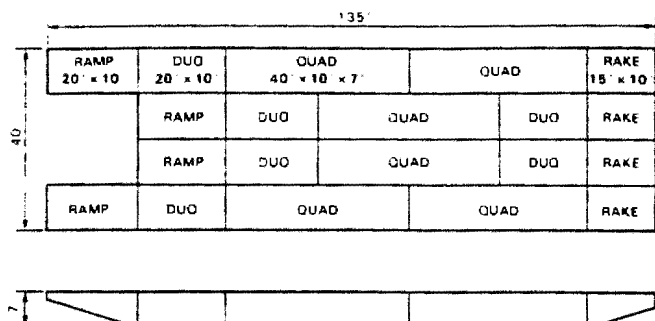 135'
RAMP DUO QUAD QUAD RAKE
20' x 10' 20' x 10' 40' x 10' x 7' 15' x 10'
40
RAMP DUO QUAD DUO RAKE
RAMP DUO QUAD DUO RAKE
RAMP DUO QUAD QUAD RAKE
7